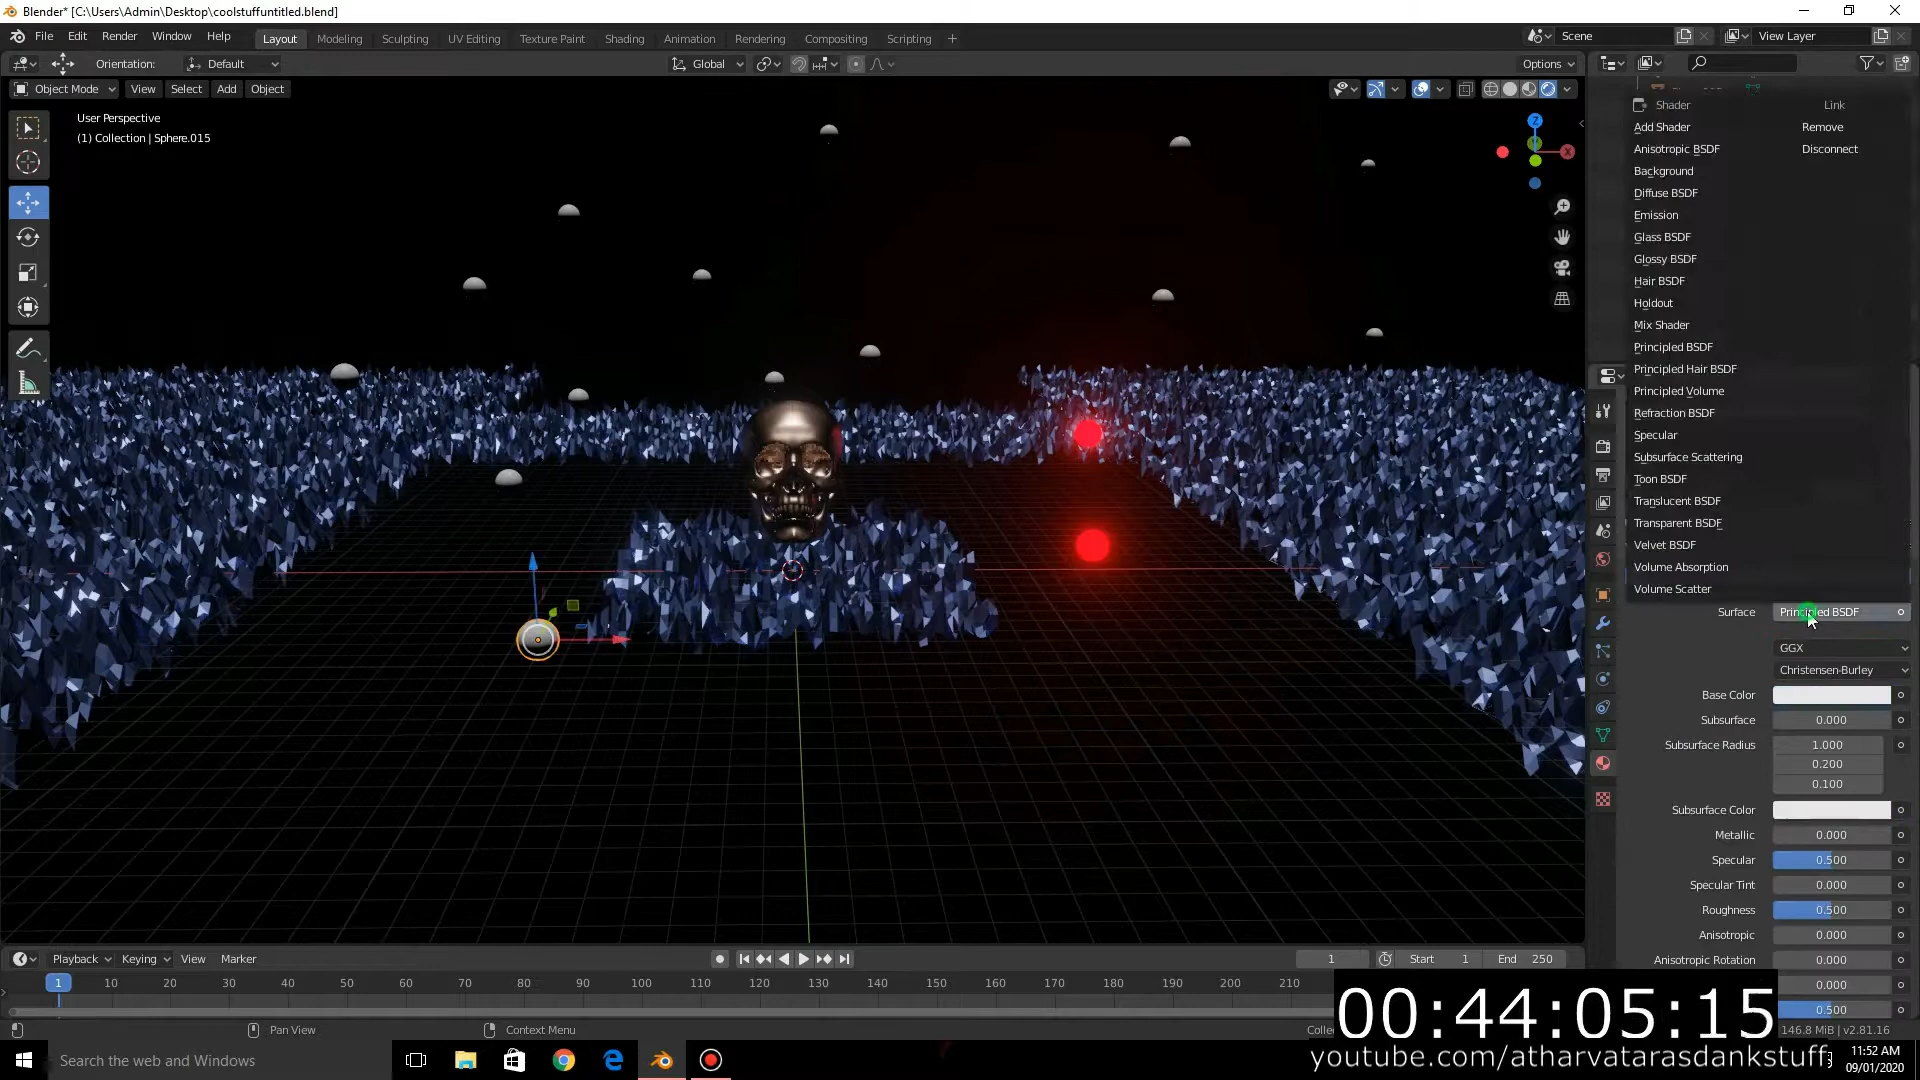 Blender* [C:\Users\Admin\Desktop\coolstuffuntitled.blend]
File Edit Render Window Help Layout Modeling Sculpting UV Editing Texture Paint Shading Animation Rendering Compositing Scripting + Scene View Layer
Orientation: Default Global Options
Object Mode View Select Add Object
User Perspective
(1) Collection | Sphere.015
Z
X
Shader Link
Add Shader Remove
Anisotropic BSDF Disconnect
Background
Diffuse BSDF
Emission
Glass BSDF
Glossy BSDF
Hair BSDF
Holdout
Mix Shader
Principled BSDF
Principled Hair BSDF
Principled Volume
Refraction BSDF
Specular
Subsurface Scattering
Toon BSDF
Translucent BSDF
Transparent BSDF
Velvet BSDF
Volume Absorption
Volume Scatter
Surface Principled BSDF
GGX
Christensen-Burley
Base Color
Subsurface 0.000
Subsurface Radius 1.000
0.200
0.100
Subsurface Color
Metallic 0.000
Specular 0.500
Specular Tint 0.000
Roughness 0.500
Anisotropic 0.000
Anisotropic Rotation 0.000
0.000
0.500
Playback Keying View Marker 1 Start 1 End 250
1 10 20 30 40 50 60 70 80 90 100 110 120 130 140 150 160 170 180 190 200 210
Pan View Context Menu
146.8 MiB | v2.81.16
00:44:05:15
youtube.com/atharvatarasdankstuff
Search the web and Windows
11:52 AM
09/01/2020